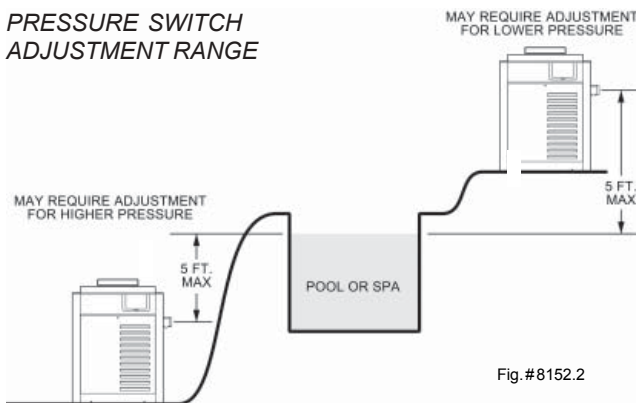 PRESSURE SWITCH
ADJUSTMENT RANGE
MAY REQUIRE ADJUSTMENT
FOR LOWER PRESSURE
5 FT.
MAX
MAY REQUIRE ADJUSTMENT
FOR HIGHER PRESSURE
5 FT.
MAX
POOL OR SPA
Fig.#8152.2